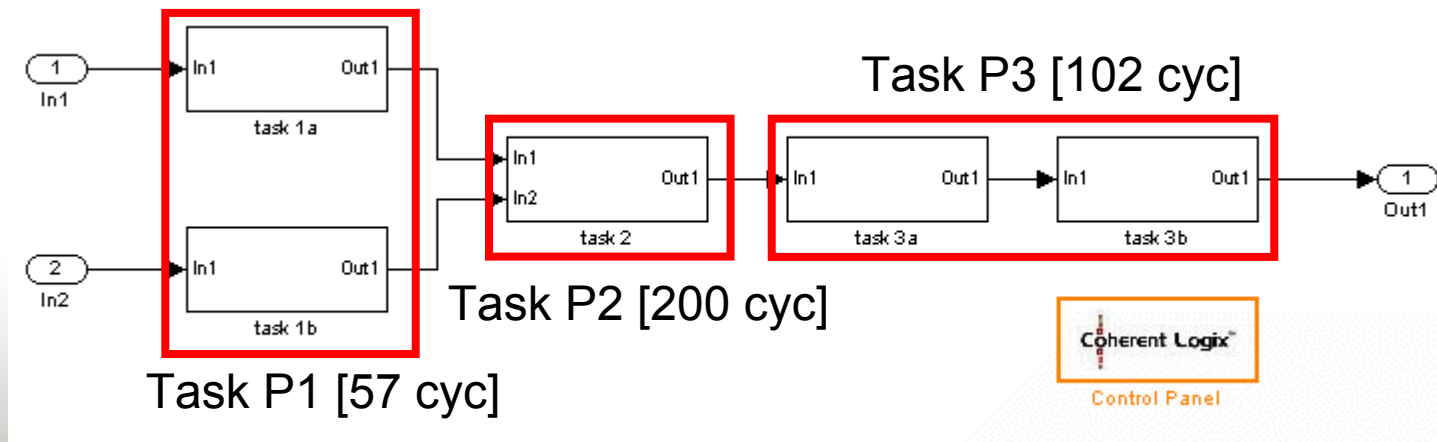 1
In1
In1
Out1
task 1a
2
In2
In1
Out1
task 1b
Task P1 [57 cyc]
In1
In2
Out1
task 2
Task P2 [200 cyc]
Task P3 [102 cyc]
In1
Out1
task 3a
In1
Out1
task 3b
1
Out1
Coherent Logix™
Control Panel